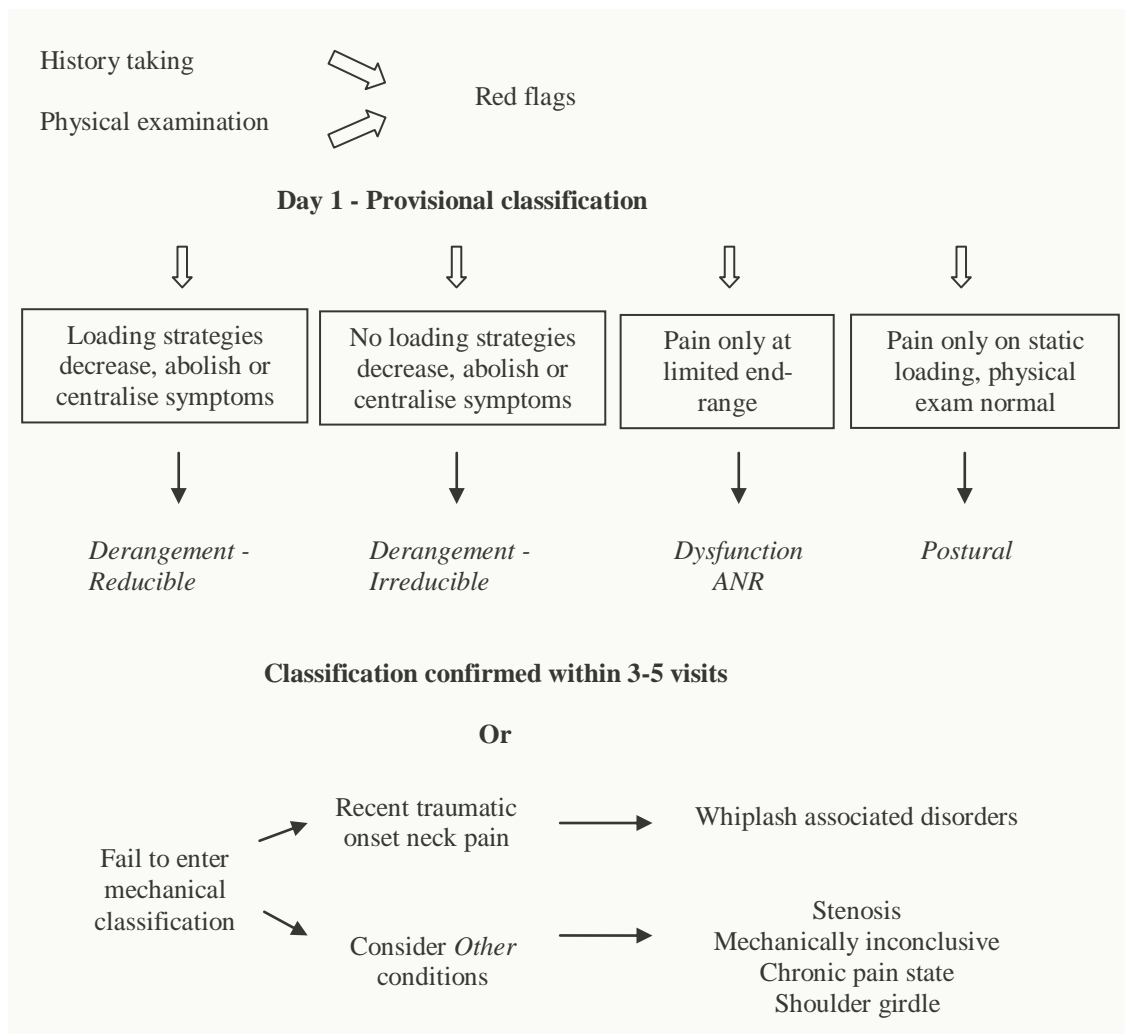 History taking
Red flags
Physical examination
Day 1 - Provisional classification
Loading strategies
decrease, abolish or
centralise symptoms
No loading strategies
decrease, abolish or
centralise symptoms
Pain only at
limited end-
range
Pain only on static
loading, physical
exam normal
Derangement -
Reducible
Derangement -
Irreducible
Dysfunction
ANR
Postural
Classification confirmed within 3-5 visits
Or
Fail to enter
mechanical
classification
Recent traumatic
onset neck pain
Whiplash associated disorders
Consider Other
conditions
Stenosis
Mechanically inconclusive
Chronic pain state
Shoulder girdle